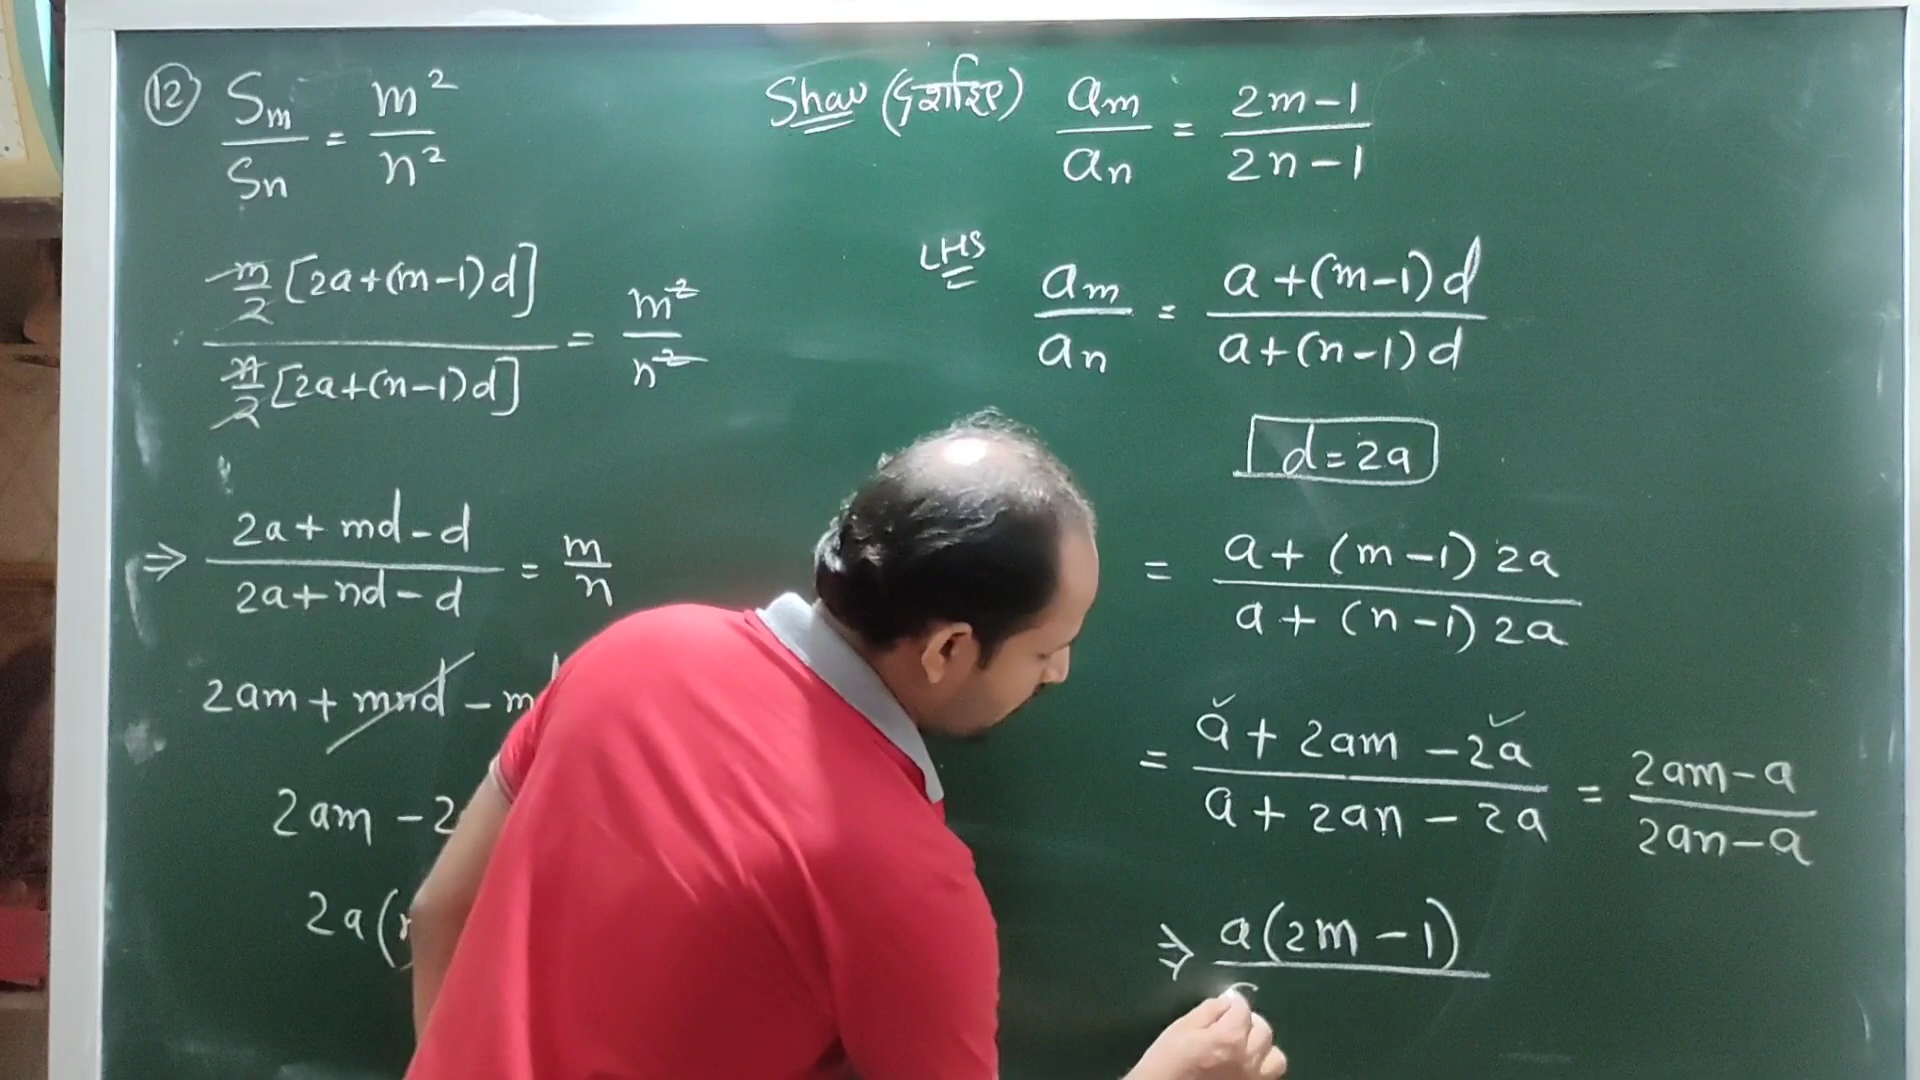 (12) Sm/Sn = m²/n²
m/2 [2a+(m-1)d] / n/2 [2a+(n-1)d] = m²/n²
⇒ 2a+md-d / 2a+nd-d = m/n
2am + mnd - m
2am - 2
2a(
Show (दर्शाइए) am/an = 2m-1 / 2n-1
LHS
am/an = a+(m-1)d / a+(n-1)d
d=2a
= a+(m-1)2a / a+(n-1)2a
= a+2am-2a / a+2an-2a = 2am-a / 2an-a
⇒ a(2m-1)